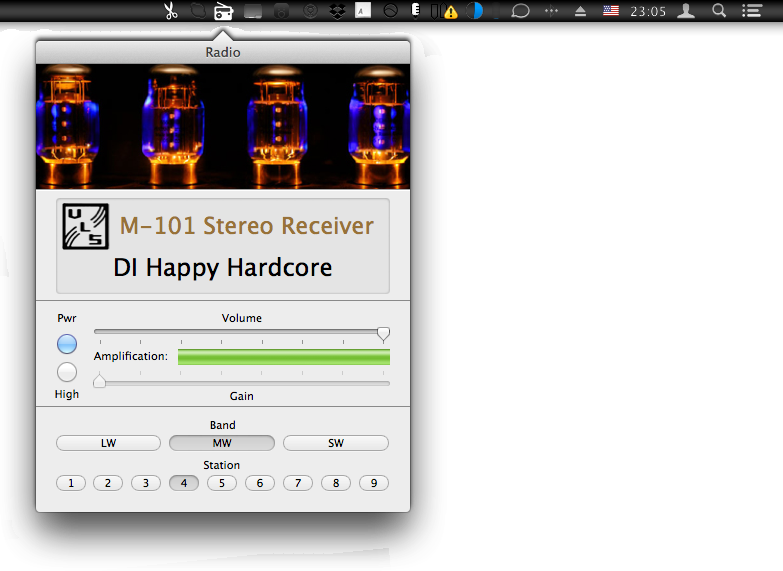 23:05
Radio
ULS
M-101 Stereo Receiver
DI Happy Hardcore
Pwr
Volume
Amplification:
High
Gain
Band
LW MW SW
Station
1 2 3 4 5 6 7 8 9